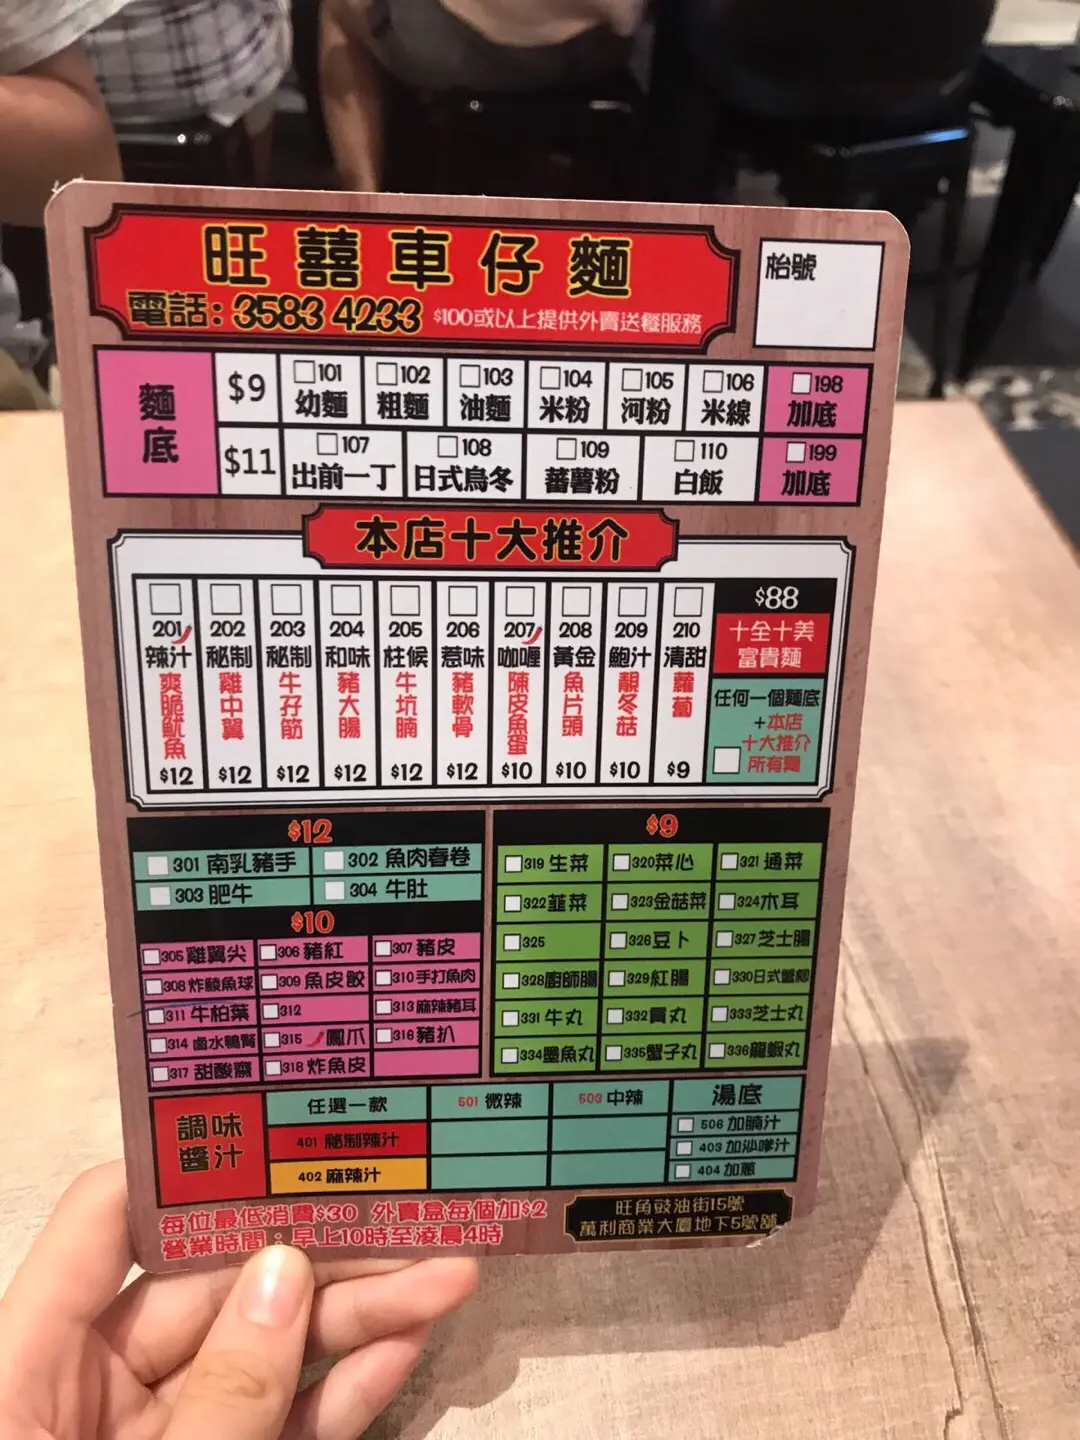 旺囍車仔麵
電話：3583 4233 $100或以上提供外賣送餐服務
枱號
麵底
$9 101 幼麵 102 粗麵 103 油麵 104 米粉 105 河粉 106 米線 198 加底
$11 107 出前一丁 108 日式烏冬 109 蕃薯粉 110 白飯 199 加底
本店十大推介
201 辣汁爽脆魷魚 $12
202 秘制雞中翼 $12
203 秘制牛孖筋 $12
204 和味豬大腸 $12
205 柱候牛坑腩 $12
206 惹味豬軟骨 $12
207 咖喱陳皮魚蛋 $10
208 黃金魚片頭 $10
209 鮑汁靚冬菇 $10
210 清甜蘿蔔 $9
$88
十全十美
富貴麵
任何一個麵底
+本店
十大推介
所有餸
$12
301 南乳豬手 302 魚肉春卷
303 肥牛 304 牛肚
$10
305 雞翼尖 306 豬紅 307 豬皮
308 炸鯪魚球 309 魚皮餃 310 手打魚肉
311 牛柏葉 312 313 麻辣豬耳
314 鹵水鴨腎 315 鳳爪 316 豬扒
317 甜酸齋 318 炸魚皮
$9
319 生菜 320 菜心 321 通菜
322 韮菜 323 金菇菜 324 木耳
325 326 豆卜 327 芝士腸
328 廚師腸 329 紅腸 330 日式蟹柳
331 牛丸 332 貢丸 333 芝士丸
334 墨魚丸 335 蟹子丸 336 龍蝦丸
調味
醬汁
任選一款 501 微辣 503 中辣 湯底
401 秘制辣汁
402 麻辣汁
506 加腩汁
403 加沙嗲汁
404 加蔥
每位最低消費$30 外賣盒每個加$2
營業時間：早上10時至凌晨4時
旺角豉油街15號
萬利商業大廈地下5號舖